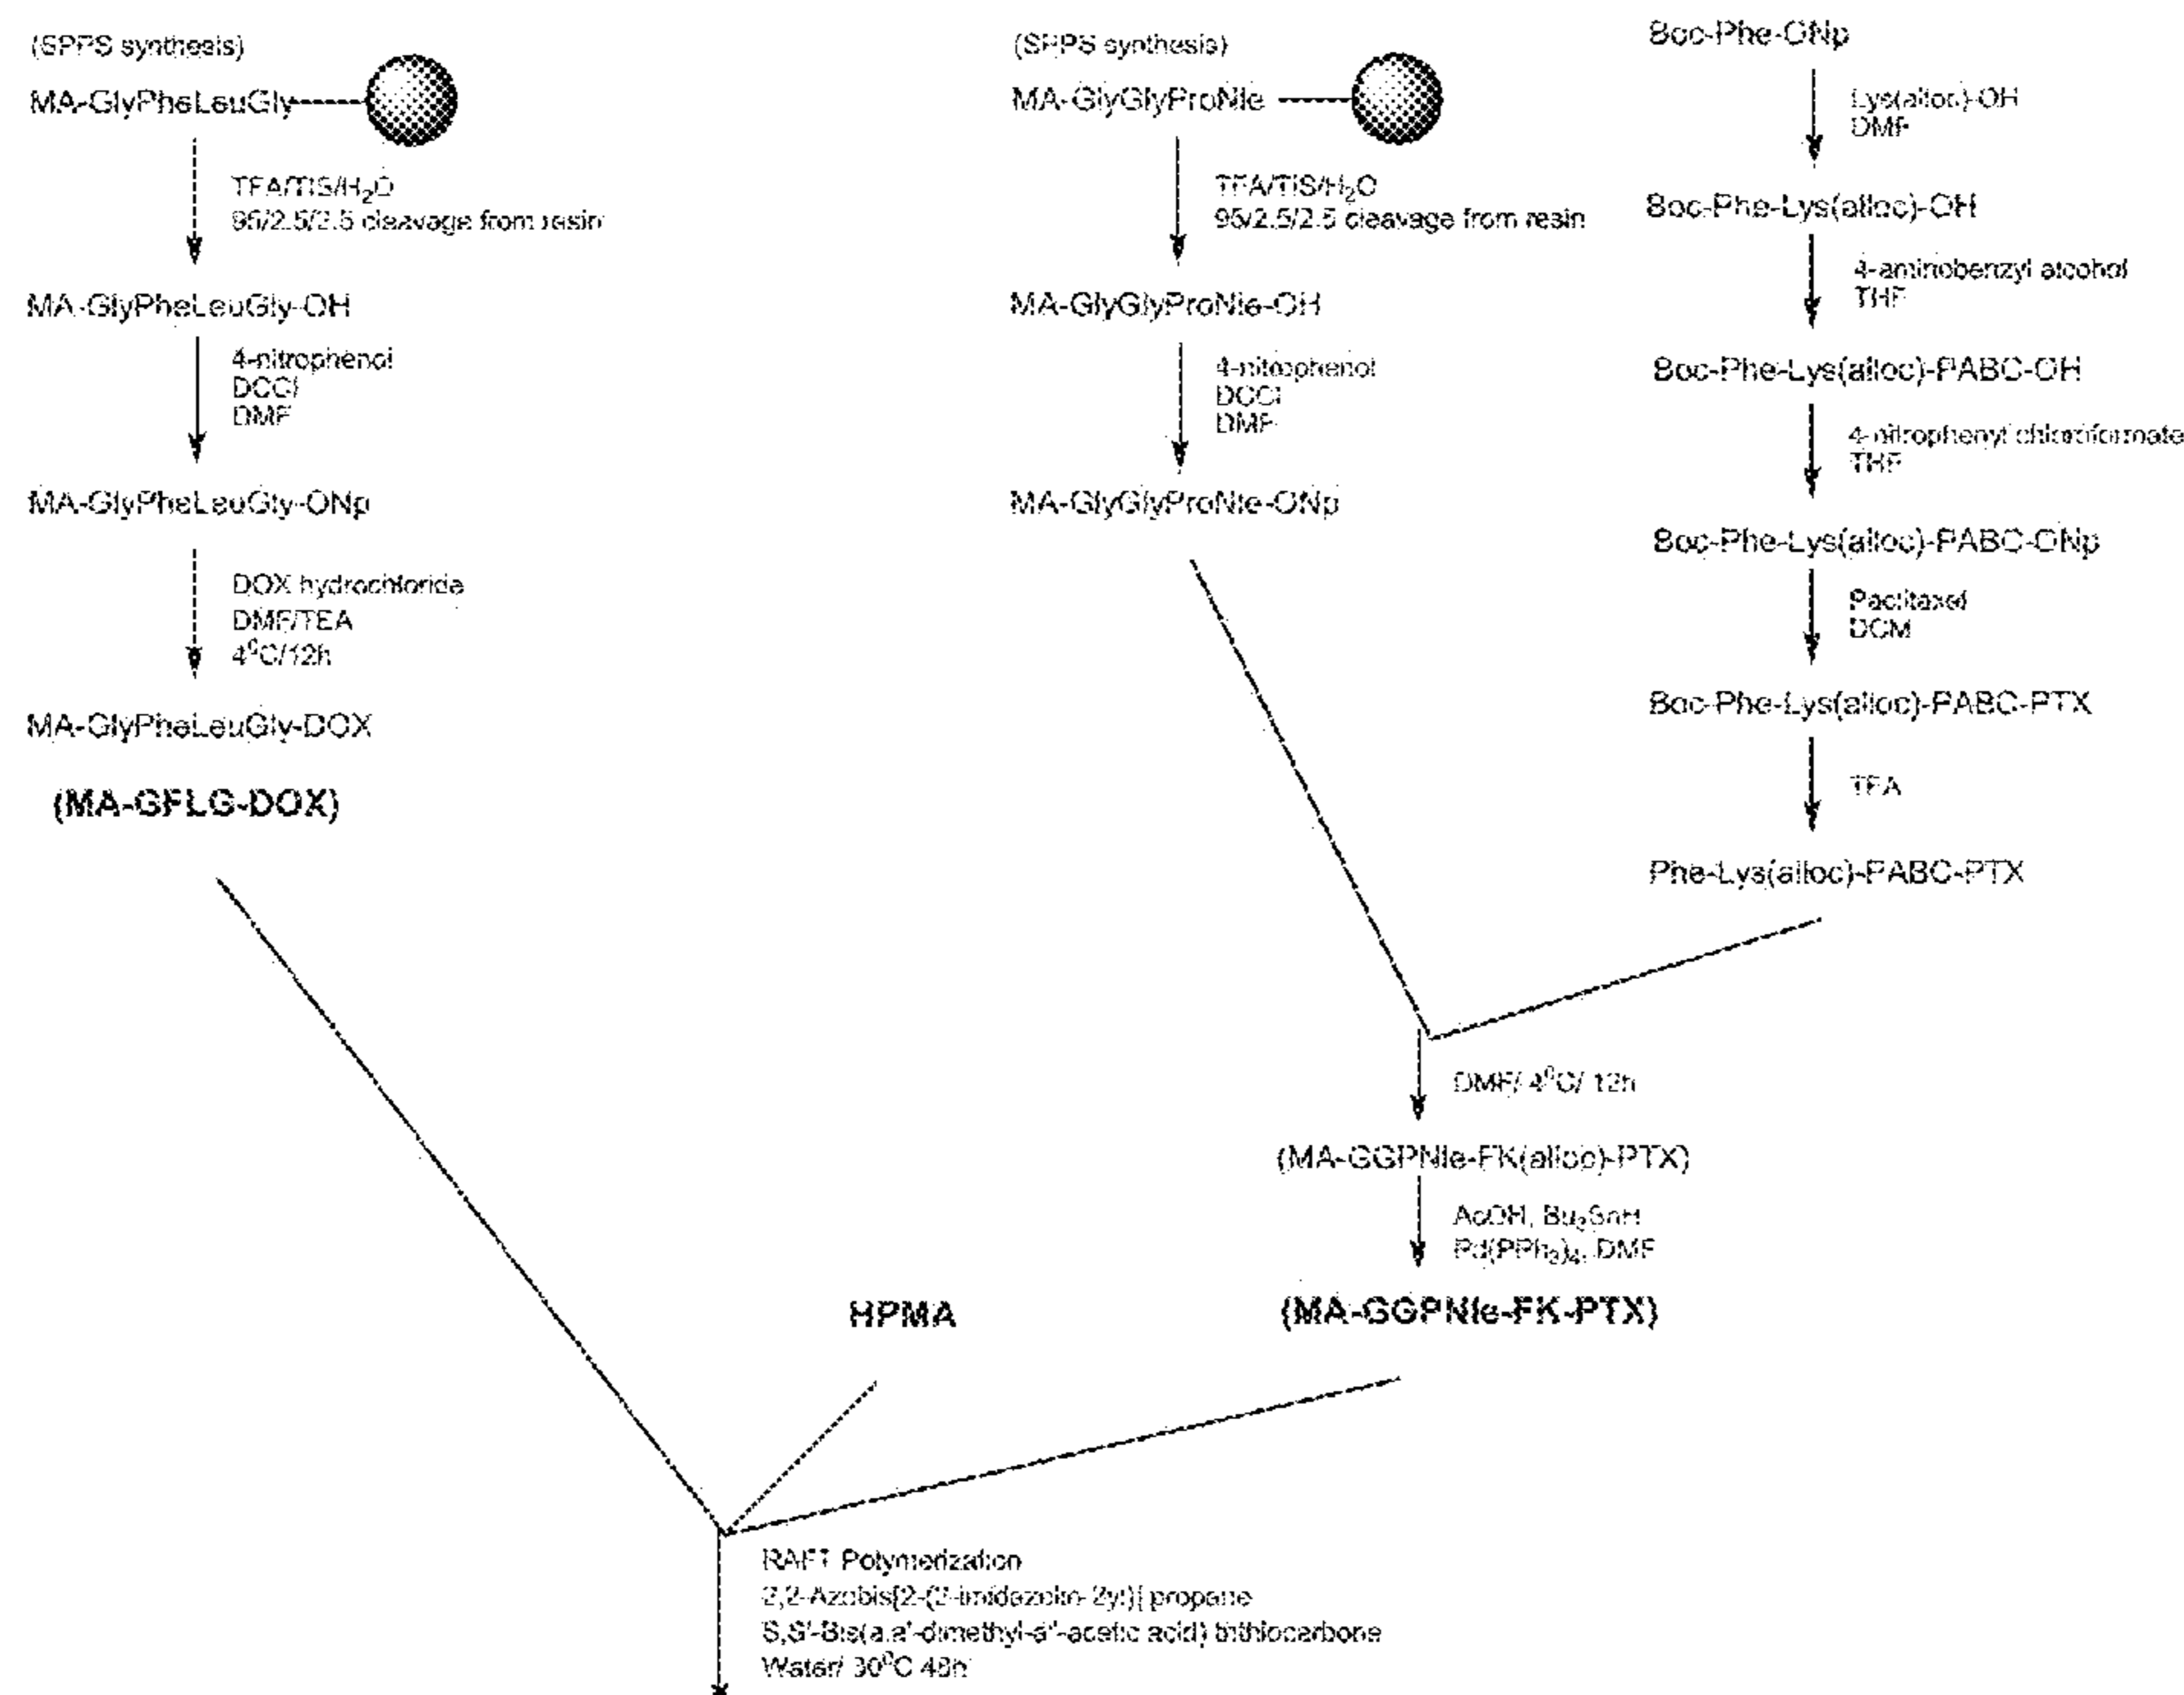 (SPPS synthesis)
MA-GlyPheLeuGly
TFA/TIS/H2O
95/2.5/2.5 cleavage from resin
MA-GlyPheLeuGly-OH
4-nitrophenol
DCCI
DMF
MA-GlyPheLeuGly-ONp
DOX hydrochloride
DMF/TEA
4⁰C/12h
MA-GlyPheLeuGly-DOX
(MA-GFLG-DOX)
(SPPS synthesis)
MA-GlyGlyProNle
TFA/TIS/H2O
95/2.5/2.5 cleavage from resin
MA-GlyGlyProNle-OH
4-nitrophenol
DCCI
DMF
MA-GlyGlyProNle-ONp
Boc-Phe-ONp
Lys(alloc)-OH
DMF
Boc-Phe-Lys(alloc)-OH
4-aminobenzyl alcohol
THF
Boc-Phe-Lys(alloc)-PABC-OH
4-nitrophenyl chloroformate
THF
Boc-Phe-Lys(alloc)-PABC-ONp
Paclitaxel
DCM
Boc-Phe-Lys(alloc)-PABC-PTX
TFA
Phe-Lys(alloc)-PABC-PTX
DMF/ 4⁰C/ 12h
(MA-GGPNle-FK(alloc)-PTX)
AcOH, Bu3SnH
Pd(PPh3)4, DMF
HPMA
(MA-GGPNle-FK-PTX)
RAFT Polymerization
2,2-Azobis[2-(2-imidazolin-2yl)] propane
S,S'-Bis(a,a'-dimethyl-a"-acetic acid) trithiocarbone
Water/ 30⁰C 48h